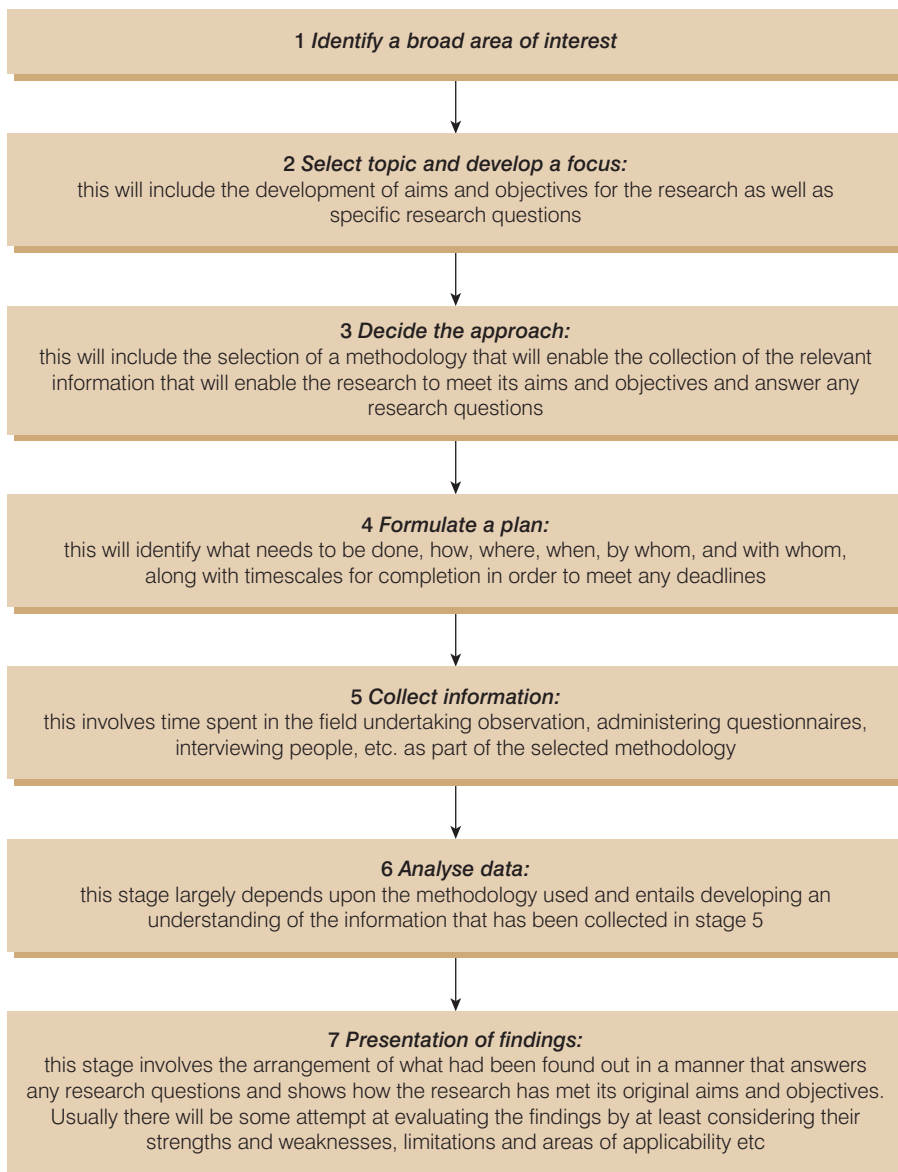 1 Identify a broad area of interest
2 Select topic and develop a focus:
this will include the development of aims and objectives for the research as well as
specific research questions
3 Decide the approach:
this will include the selection of a methodology that will enable the collection of the relevant
information that will enable the research to meet its aims and objectives and answer any
research questions
4 Formulate a plan:
this will identify what needs to be done, how, where, when, by whom, and with whom,
along with timescales for completion in order to meet any deadlines
5 Collect information:
this involves time spent in the field undertaking observation, administering questionnaires,
interviewing people, etc. as part of the selected methodology
6 Analyse data:
this stage largely depends upon the methodology used and entails developing an
understanding of the information that has been collected in stage 5
7 Presentation of findings:
this stage involves the arrangement of what had been found out in a manner that answers
any research questions and shows how the research has met its original aims and objectives.
Usually there will be some attempt at evaluating the findings by at least considering their
strengths and weaknesses, limitations and areas of applicability etc